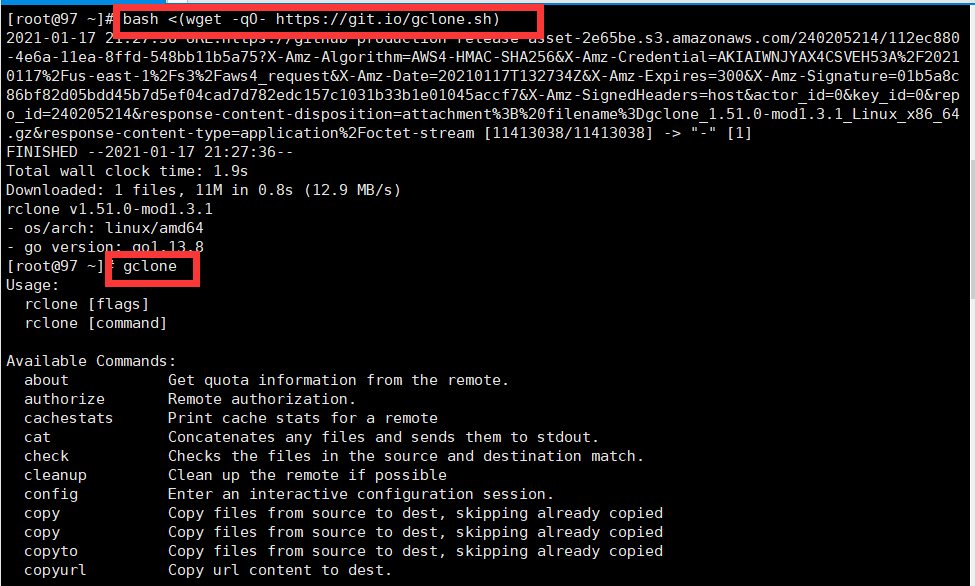 [root@97 ~]# bash <(wget -qO- https://git.io/gclone.sh)
2021-01-17 21:27:36 URL:https://github-production-release-asset-2e65be.s3.amazonaws.com/240205214/112ec880
-4e6a-11ea-8ffd-548bb11b5a75?X-Amz-Algorithm=AWS4-HMAC-SHA256&X-Amz-Credential=AKIAIWNJYAX4CSVEH53A%2F2021
0117%2Fus-east-1%2Fs3%2Faws4_request&X-Amz-Date=20210117T132734Z&X-Amz-Expires=300&X-Amz-Signature=01b5a8c
86bf82d05bdd45b7d5ef04cad7d782edc157c1031b33b1e01045accf7&X-Amz-SignedHeaders=host&actor_id=0&key_id=0&rep
o_id=240205214&response-content-disposition=attachment%3B%20filename%3Dgclone_1.51.0-mod1.3.1_Linux_x86_64
.gz&response-content-type=application%2Foctet-stream [11413038/11413038] -> "-" [1]
FINISHED --2021-01-17 21:27:36--
Total wall clock time: 1.9s
Downloaded: 1 files, 11M in 0.8s (12.9 MB/s)
rclone v1.51.0-mod1.3.1
- os/arch: linux/amd64
- go version: go1.13.8
[root@97 ~]# gclone
Usage:
  rclone [flags]
  rclone [command]
Available Commands:
  about           Get quota information from the remote.
  authorize       Remote authorization.
  cachestats      Print cache stats for a remote
  cat             Concatenates any files and sends them to stdout.
  check           Checks the files in the source and destination match.
  cleanup         Clean up the remote if possible
  config          Enter an interactive configuration session.
  copy            Copy files from source to dest, skipping already copied
  copy            Copy files from source to dest, skipping already copied
  copyto          Copy files from source to dest, skipping already copied
  copyurl         Copy url content to dest.